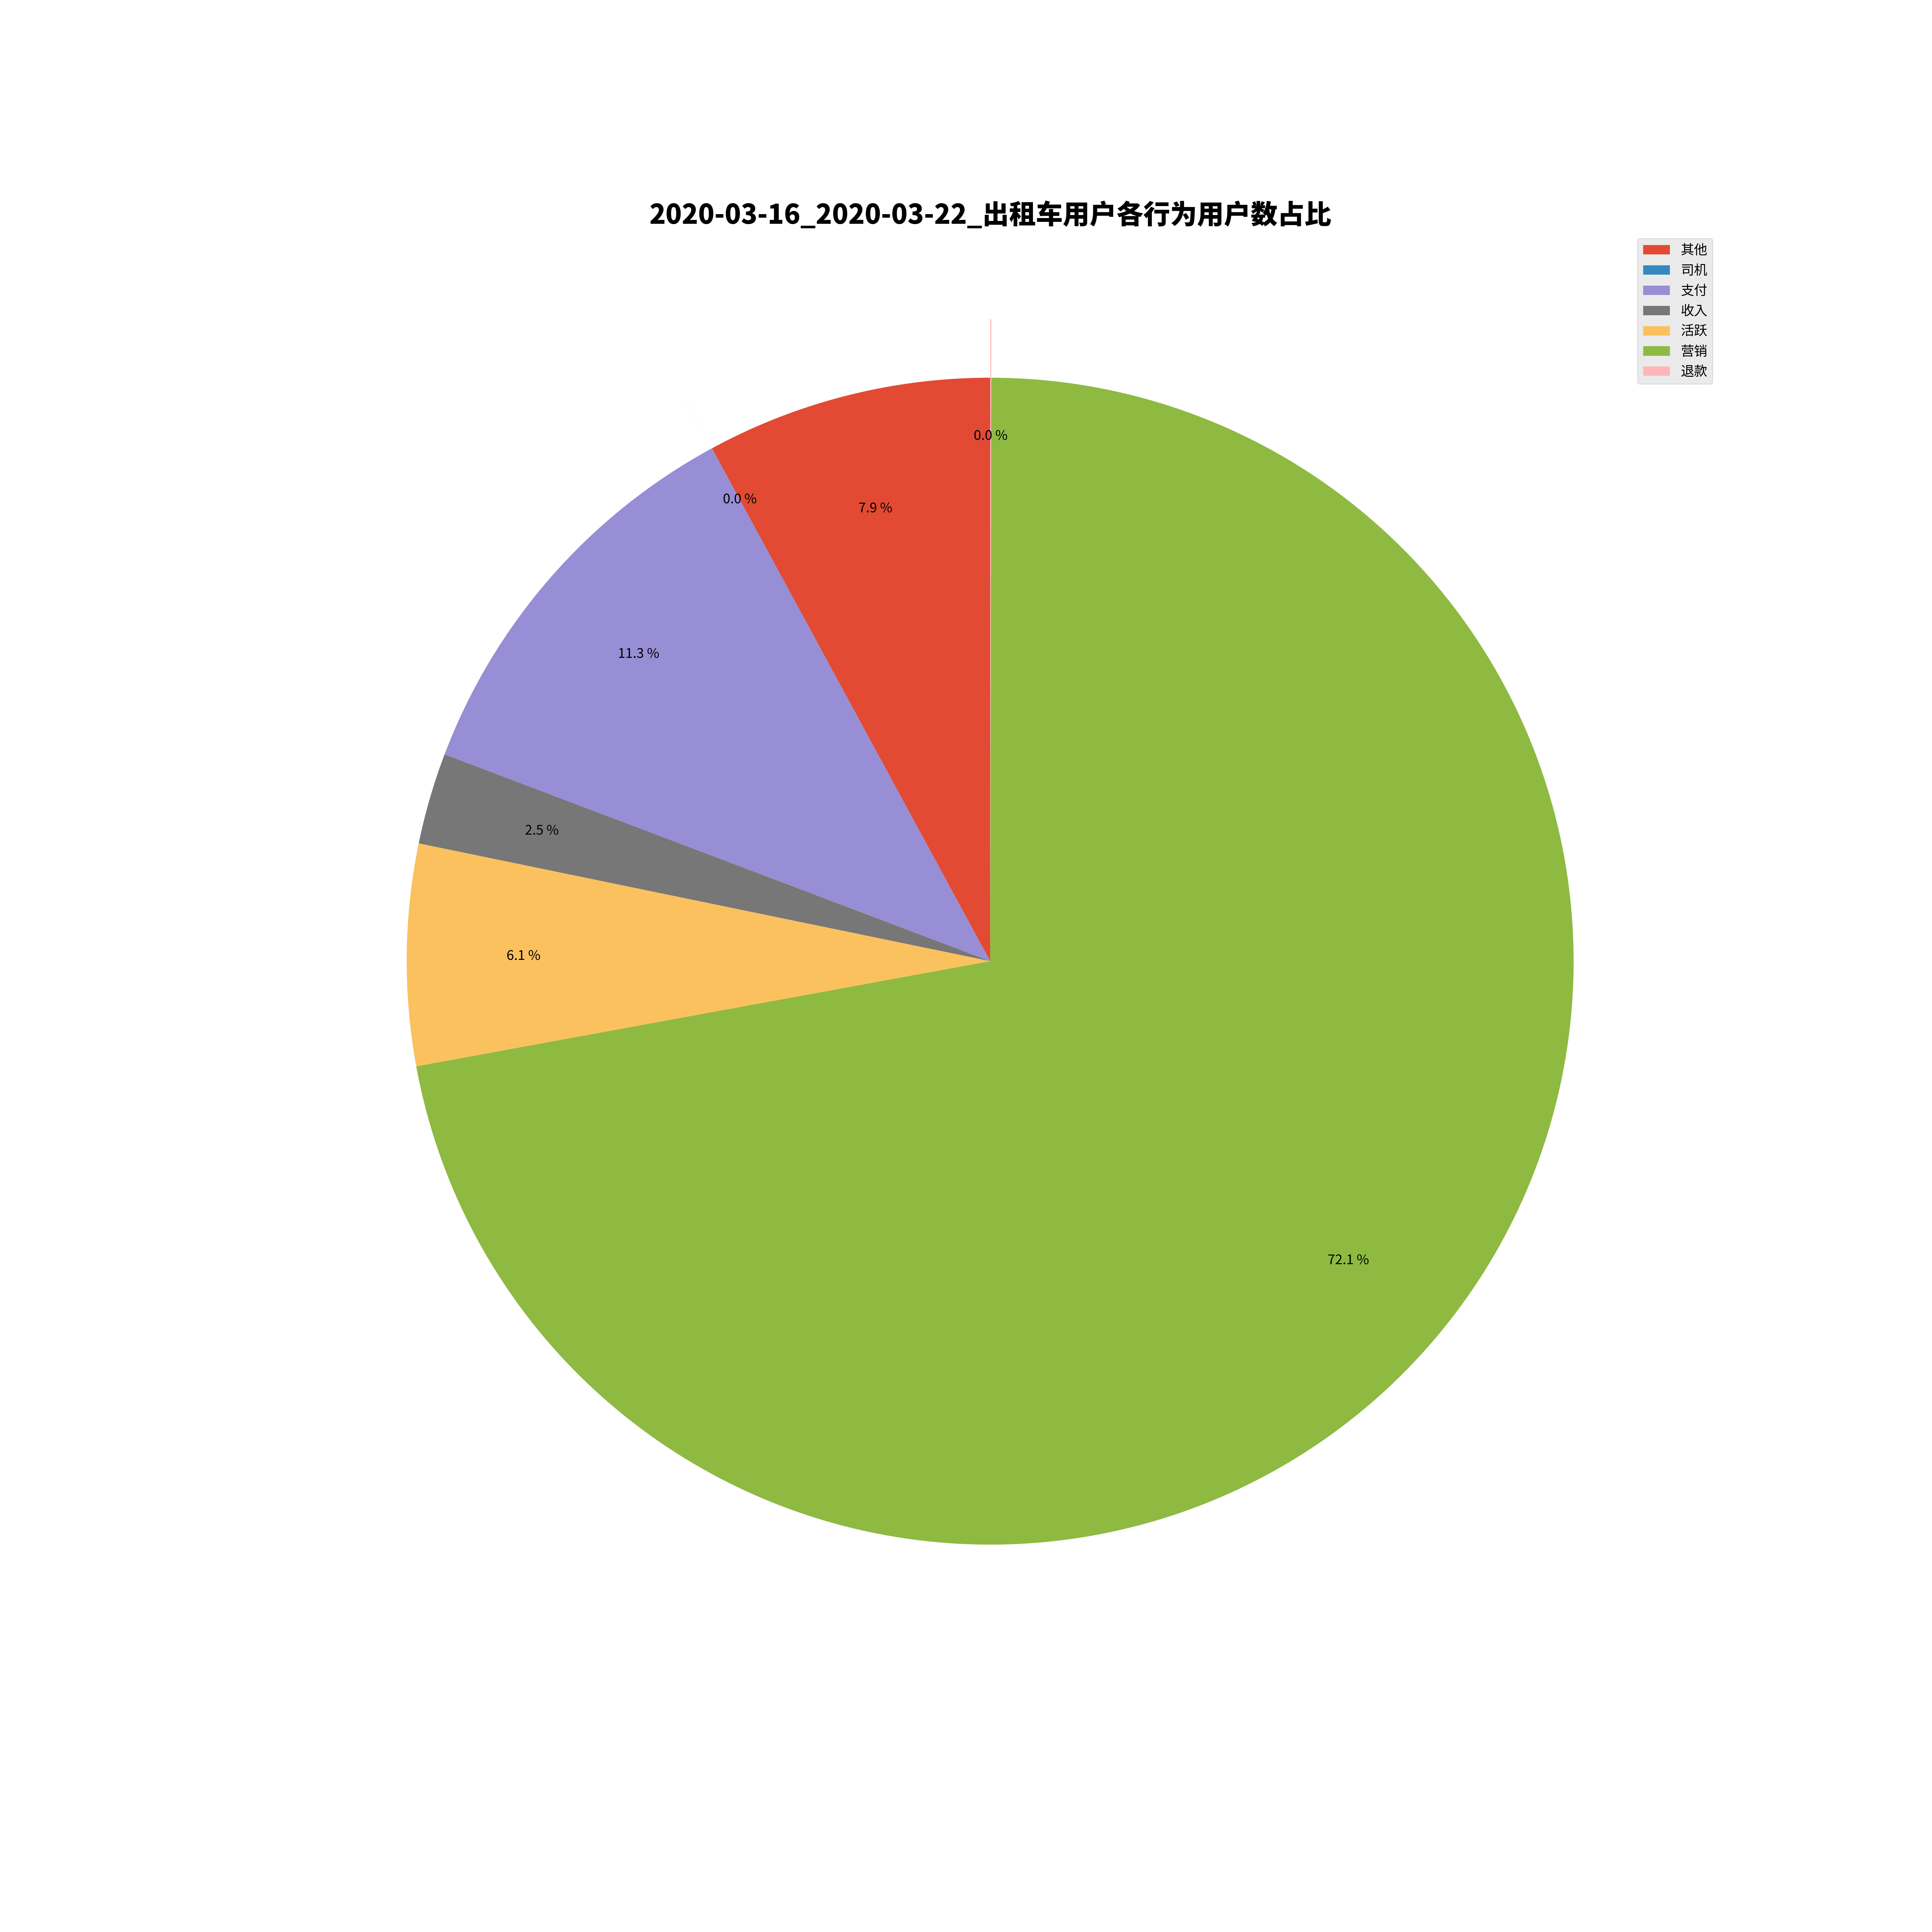 2020-03-16_2020-03-22_出租车用户各行为用户数占比
其他
司机
支付
收入
活跃
营销
退款
0.0 %
0.0 %
7.9 %
11.3 %
2.5 %
6.1 %
72.1 %